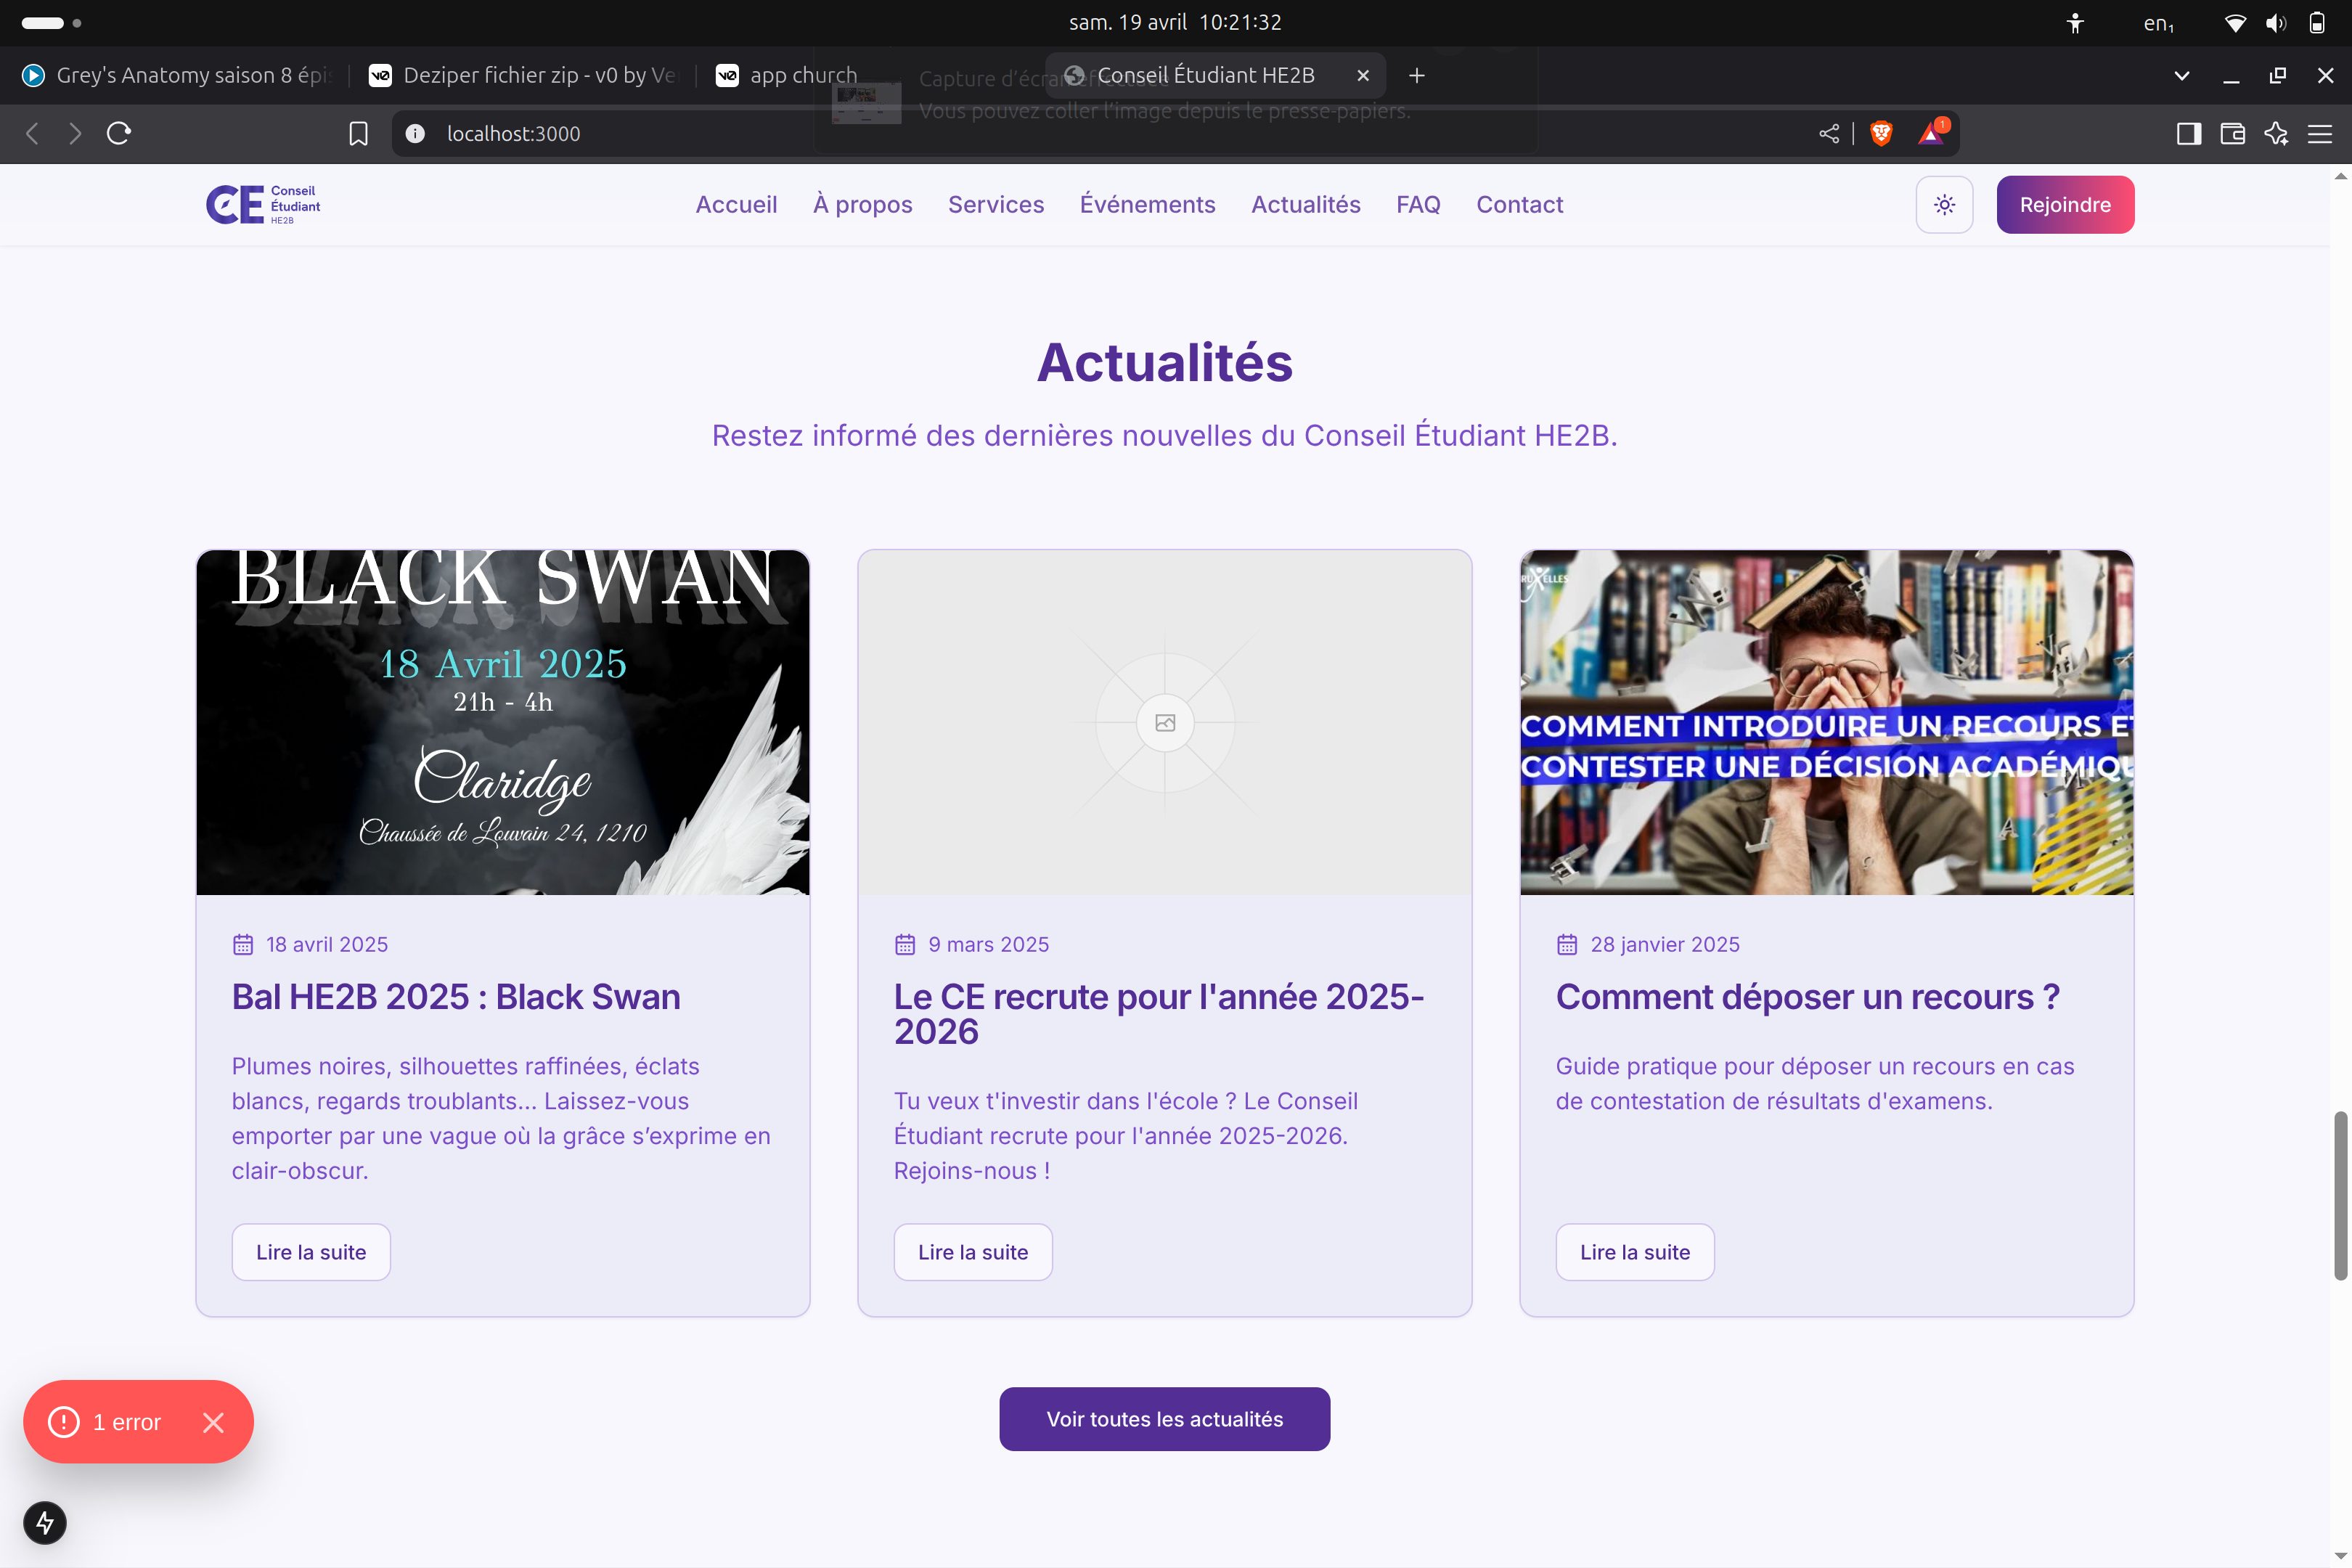 sam. 19 avril 10:21:32
en₁
Grey's Anatomy saison 8 épis
Deziper fichier zip - v0 by Ve
app church
Conseil Étudiant HE2B
Capture d'écran effectuée
Vous pouvez coller l'image depuis le presse-papiers.
localhost:3000
1
CE Conseil
Étudiant
HE2B
Accueil
À propos
Services
Événements
Actualités
FAQ
Contact
Rejoindre
Actualités
Restez informé des dernières nouvelles du Conseil Étudiant HE2B.
BLACK SWAN
18 Avril 2025
21h - 4h
Claridge
Chaussée de Louvain 24, 1210
18 avril 2025
Bal HE2B 2025 : Black Swan
Plumes noires, silhouettes raffinées, éclats
blancs, regards troublants... Laissez-vous
emporter par une vague où la grâce s’exprime en
clair-obscur.
Lire la suite
9 mars 2025
Le CE recrute pour l'année 2025-
2026
Tu veux t'investir dans l'école ? Le Conseil
Étudiant recrute pour l'année 2025-2026.
Rejoins-nous !
Lire la suite
COMMENT INTRODUIRE UN RECOURS ET
CONTESTER UNE DÉCISION ACADÉMIQU
28 janvier 2025
Comment déposer un recours ?
Guide pratique pour déposer un recours en cas
de contestation de résultats d'examens.
Lire la suite
1 error
Voir toutes les actualités